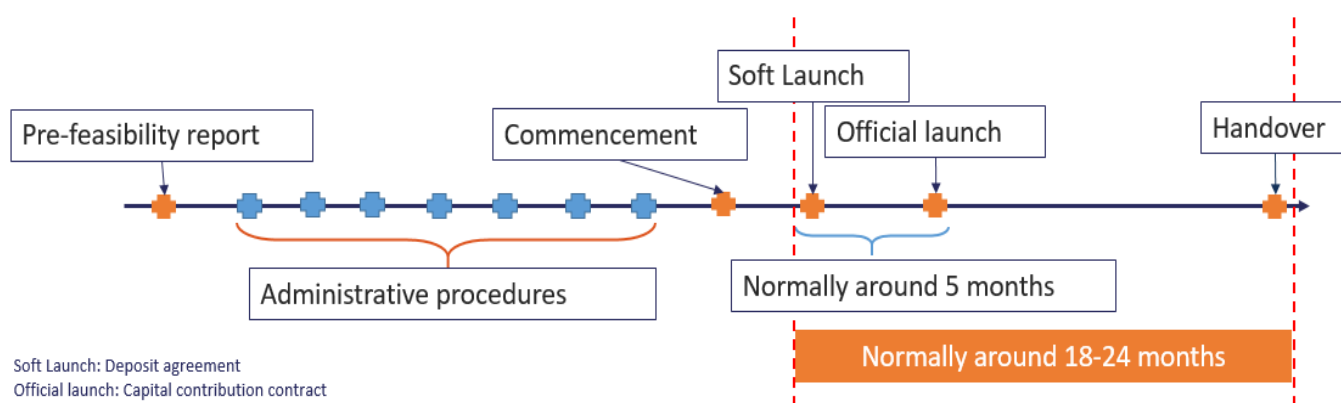 Soft Launch
Pre-feasibility report
Commencement
Official launch
Handover
Administrative procedures
Normally around 5 months
Normally around 18-24 months
Soft Launch: Deposit agreement
Official launch: Capital contribution contract